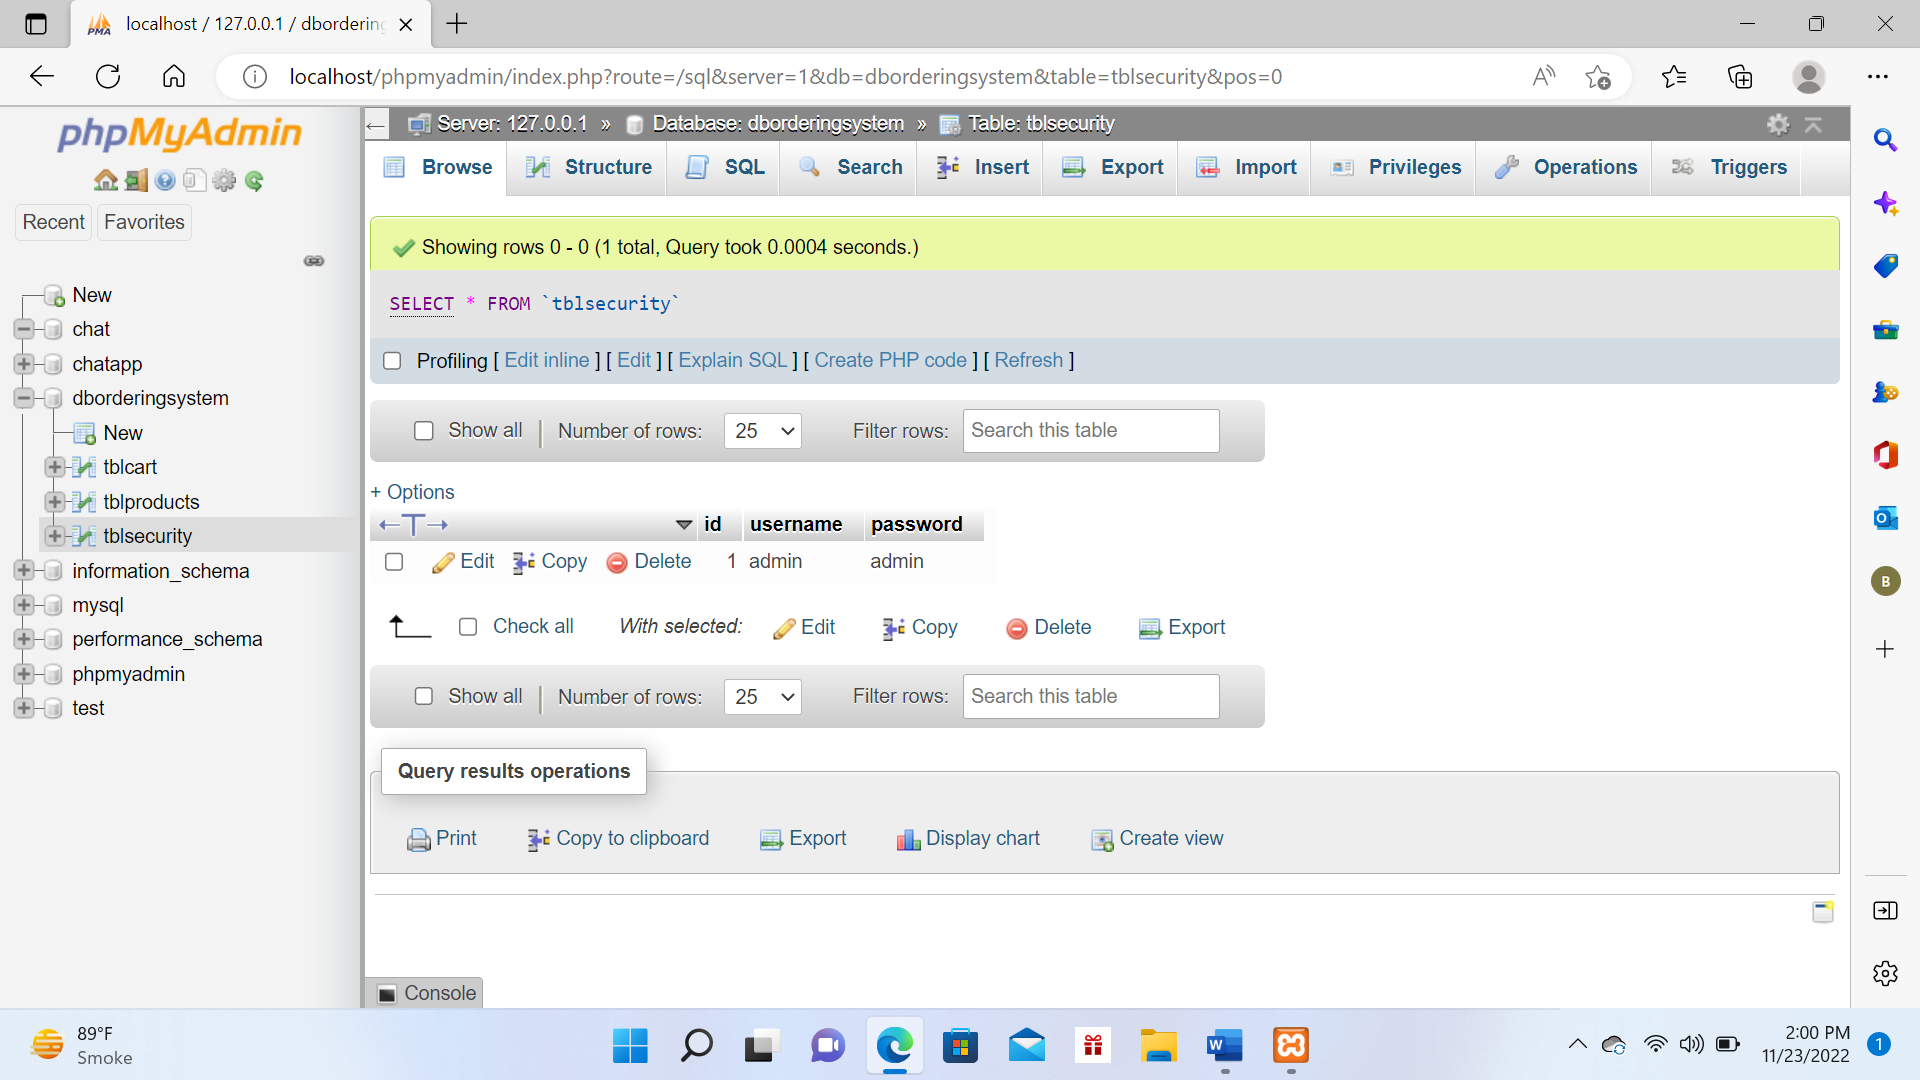 localhost / 127.0.0.1 / dbordering
localhost/phpmyadmin/index.php?route=/sql&server=1&db=dborderingsystem&table=tblsecurity&pos=0
phpMyAdmin
Recent Favorites
New
chat
chatapp
dborderingsystem
New
tblcart
tblproducts
tblsecurity
information_schema
mysql
performance_schema
phpmyadmin
test
Server: 127.0.0.1 » Database: dborderingsystem » Table: tblsecurity
Browse Structure SQL Search Insert Export Import Privileges Operations Triggers
Showing rows 0 - 0 (1 total, Query took 0.0004 seconds.)
SELECT * FROM `tblsecurity`
Profiling [ Edit inline ] [ Edit ] [ Explain SQL ] [ Create PHP code ] [ Refresh ]
Show all | Number of rows: 25 Filter rows: Search this table
+ Options
←T→ id username password
Edit Copy Delete 1 admin admin
Check all With selected: Edit Copy Delete Export
Show all | Number of rows: 25 Filter rows: Search this table
Query results operations
Print Copy to clipboard Export Display chart Create view
Console
B
89°F
Smoke
2:00 PM
11/23/2022
1